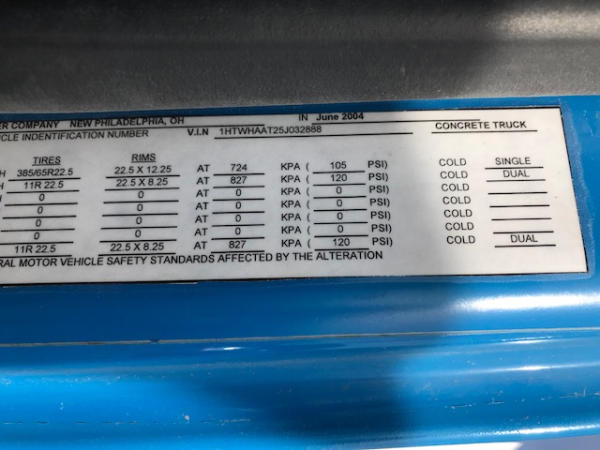 ER COMPANY NEW PHILADELPHIA, OH IN June 2004
CLE INDENTIFICATION NUMBER V.I.N 1HTWHAAT25J032888 CONCRETE TRUCK
TIRES RIMS
H 385/65R22.5 22.5 X 12.25 AT 724 KPA ( 105 PSI) COLD SINGLE
H 11R 22.5 22.5 X 8.25 AT 827 KPA ( 120 PSI) COLD DUAL
H 0 0 AT 0 KPA ( 0 PSI) COLD
H 0 0 AT 0 KPA ( 0 PSI) COLD
0 0 AT 0 KPA ( 0 PSI) COLD
0 0 AT 0 KPA ( 0 PSI) COLD
11R 22.5 22.5 X 8.25 AT 827 KPA ( 120 PSI) COLD DUAL
RAL MOTOR VEHICLE SAFETY STANDARDS AFFECTED BY THE ALTERATION